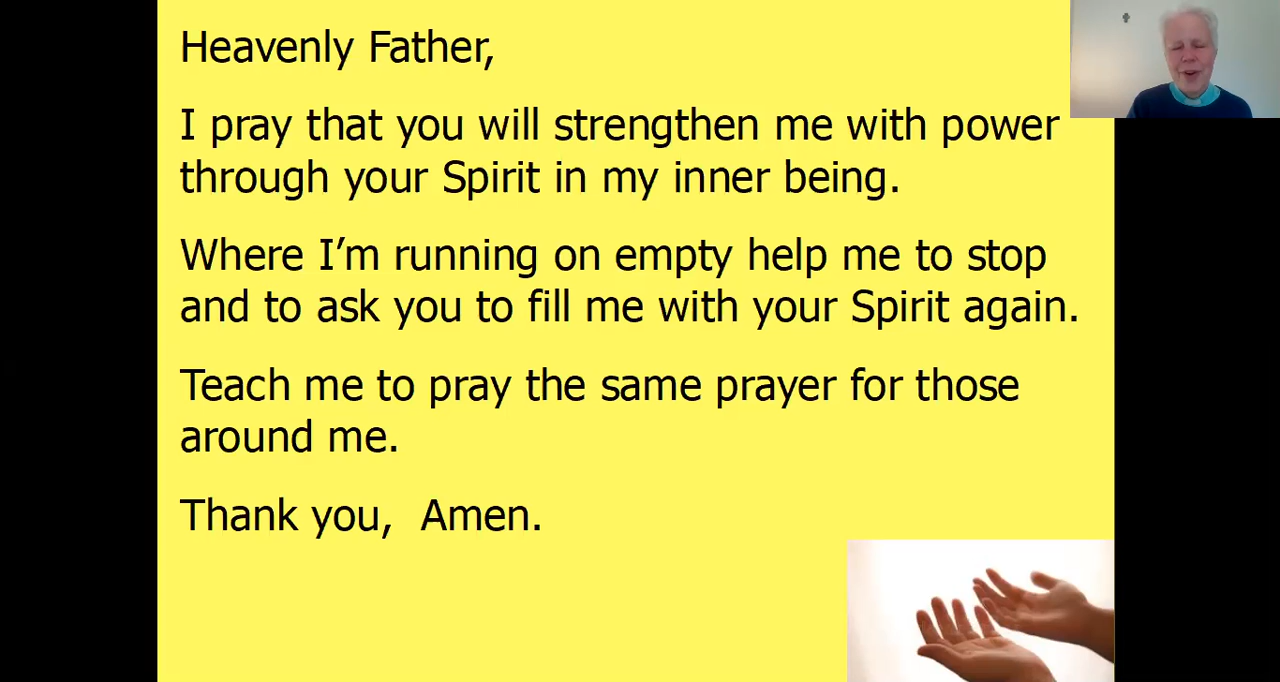 Heavenly Father,
I pray that you will strengthen me with power
through your Spirit in my inner being.
Where I’m running on empty help me to stop
and to ask you to fill me with your Spirit again.
Teach me to pray the same prayer for those
around me.
Thank you,  Amen.